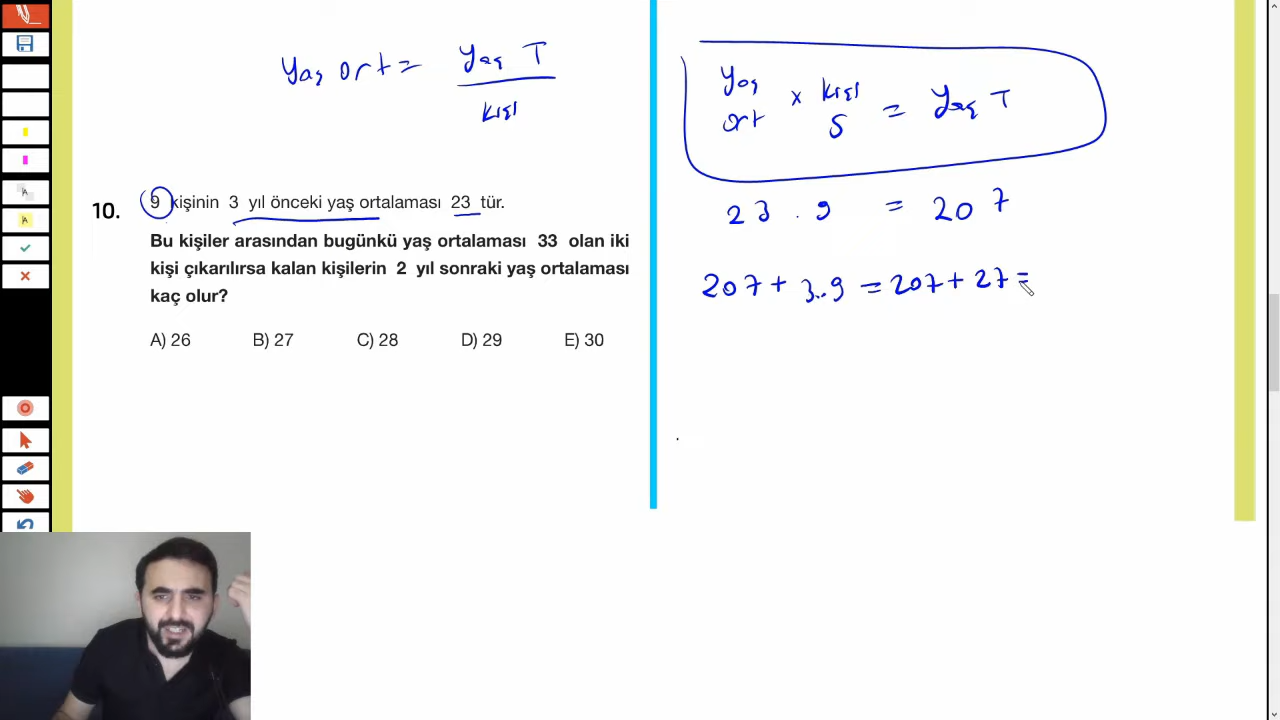 yaş ort = yaş T
kişi
yaş ort x kişi S = yaş T
10. 9 kişinin 3 yıl önceki yaş ortalaması 23 tür.
23 . 9 = 207
Bu kişiler arasından bugünkü yaş ortalaması 33 olan iki
kişi çıkarılırsa kalan kişilerin 2 yıl sonraki yaş ortalaması
kaç olur?
207 + 3..9 = 207 + 27 =
A) 26 B) 27 C) 28 D) 29 E) 30